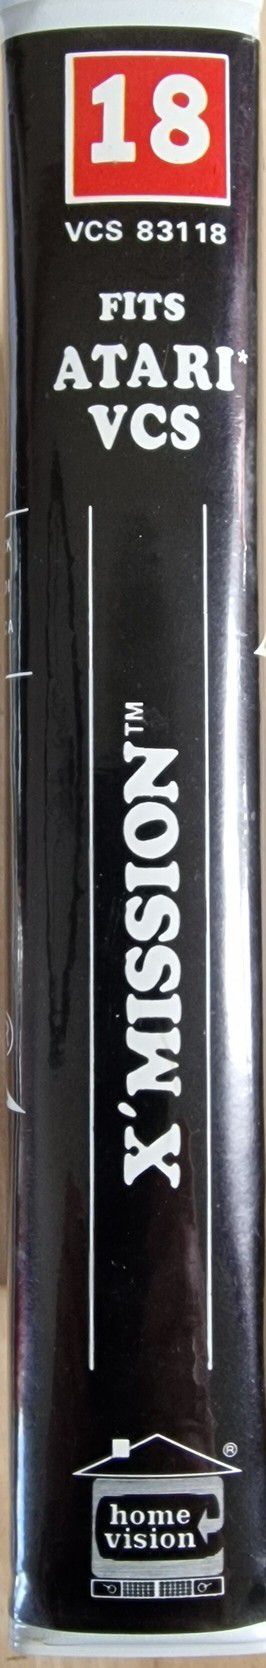 18
VCS 83118
FITS
ATARI*
VCS
X'MISSION™
®
home
vision